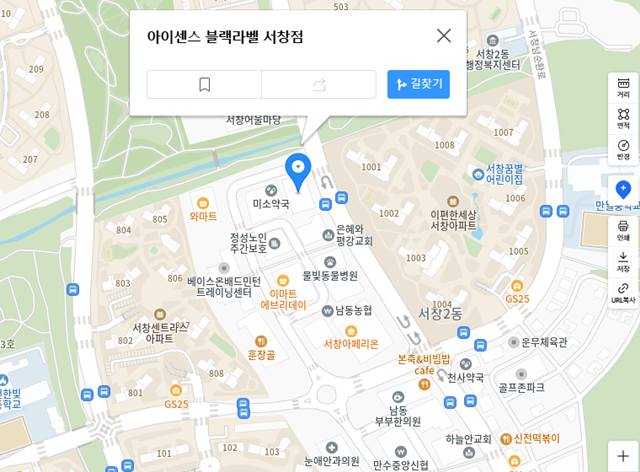 503
210
209
208
207
아이센스 블랙라벨 서창점
길찾기
서창2동
행정복지센터
서창남순환로
거리
면적
반경
인쇄
저장
URL복사
서창어울마당
1008
1007
1001
1006
서창꿈별
어린이집
1002
이편한세상
서창아파트
1005
1003
1004
미소약국
와마트
804
805
806
803
802
801
정성노인
주간보호
은혜와
평강교회
물빛동물병원
베이스온배드민턴
트레이닝센터
이마트
에브리데이
남동농협
서창2동
GS25
서창센트럴
아파트
서창아페리온
훈장골
본죽&비빔밥
cafe
운무체육관
천사약국
골프존파크
GS25
남동
부부한의원
101
102
103
눈애안과의원
만수중앙신협
하늘안교회
신전떡볶이